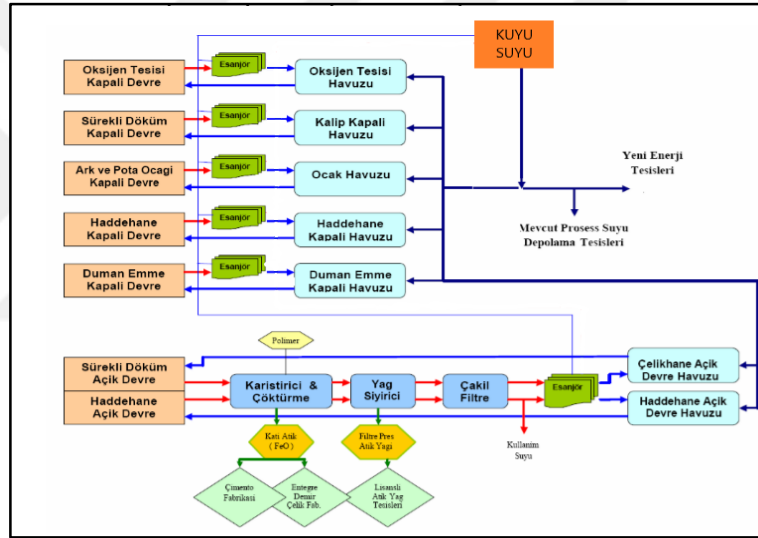 KUYU
SUYU
Oksijen Tesisi
Kapali Devre
Esanjör
Oksijen Tesisi
Havuzu
Sürekli Döküm
Kapali Devre
Esanjör
Kalip Kapali
Havuzu
Ark ve Pota Ocagi
Kapali Devre
Esanjör
Ocak Havuzu
Yeni Enerji
Tesisleri
Haddehane
Kapali Devre
Esanjör
Haddehane
Kapali Havuzu
Mevcut Prosess Suyu
Depolama Tesisleri
Duman Emme
Kapali Devre
Esanjör
Duman Emme
Kapali Havuzu
Polimer
Sürekli Döküm
Açik Devre
Haddehane
Açik Devre
Karistirici &
Çöktürme
Yag
Siyirici
Çakil
Filtre
Esanjör
Çelikhane Açik
Devre Havuzu
Haddehane Açik
Devre Havuzu
Kati Atik
( FeO )
Filtre Pres
Atik Yagi
Kullanim
Suyu
Çimento
Fabrikasi
Entegre
Demir
Çelik Fab.
Lisansli
Atik Yag
Tesisleri